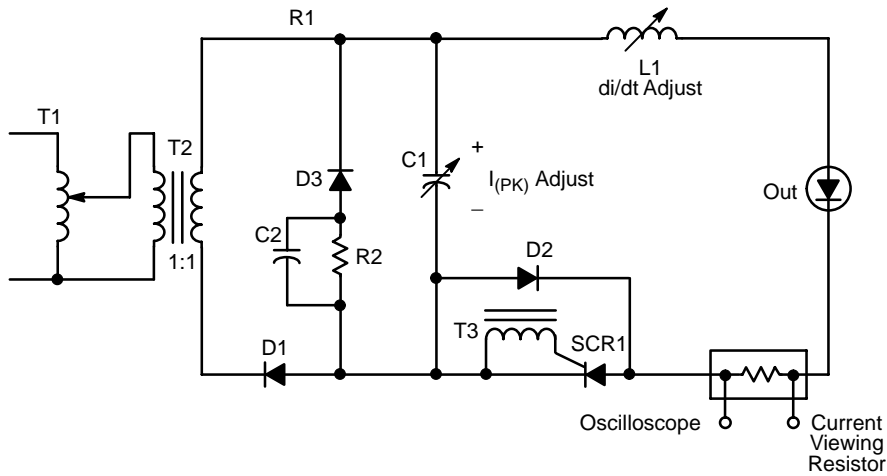 R1
L1
di/dt Adjust
T1
T2
C1
+
I(PK) Adjust
–
D3
Out
C2
R2
1:1
D2
D1
T3
SCR1
Oscilloscope
Current
Viewing
Resistor